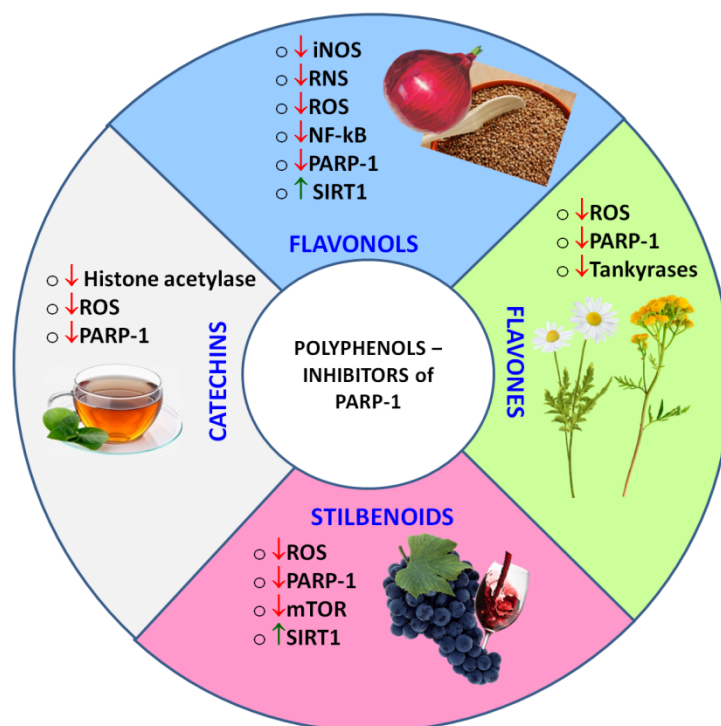 ○ ↓ iNOS
○ ↓RNS
○ ↓ROS
○ ↓NF-kB
○ ↓PARP-1
○ ↑ SIRT1
FLAVONOLS
○ ↓ROS
○ ↓PARP-1
○ ↓Tankyrases
FLAVONES
○ ↓ Histone acetylase
○ ↓ROS
○ ↓PARP-1
CATECHINS
POLYPHENOLS –
INHIBITORS of
PARP-1
STILBENOIDS
○ ↓ROS
○ ↓PARP-1
○ ↓mTOR
○ ↑SIRT1